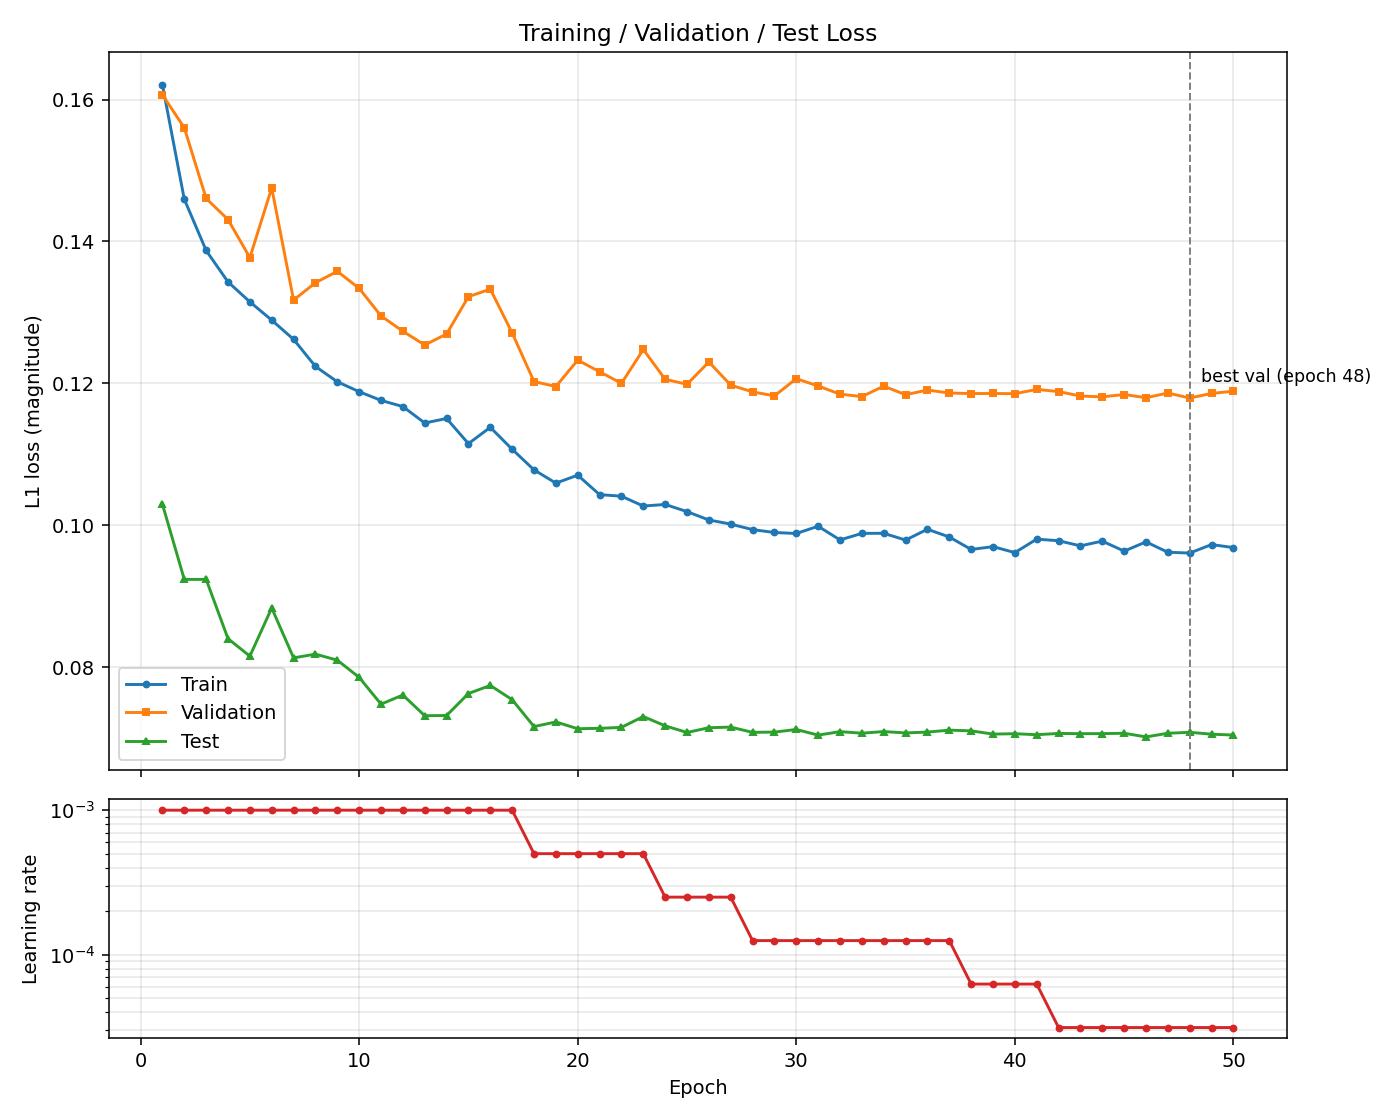 Training / Validation / Test Loss
L1 loss (magnitude)
0.16
0.14
0.12
0.10
0.08
best val (epoch 48)
Train
Validation
Test
Learning rate
10⁻³
10⁻⁴
0 10 20 30 40 50
Epoch